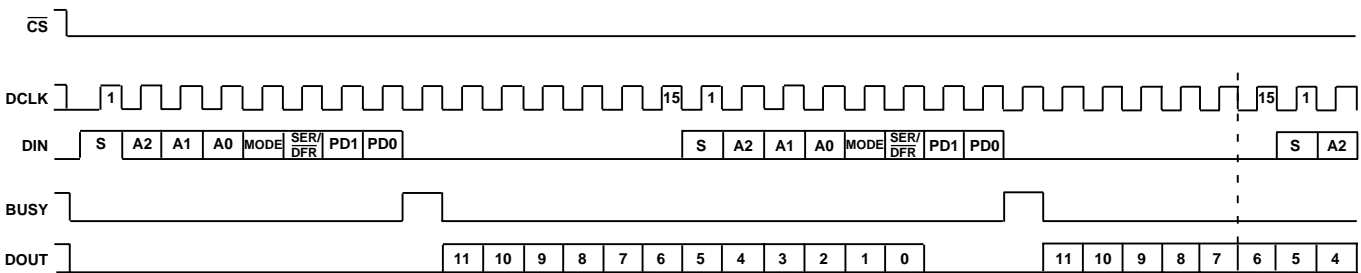 CS
DCLK 1 15 1 15 1
DIN S A2 A1 A0 MODE SER/DFR PD1 PD0 S A2 A1 A0 MODE SER/DFR PD1 PD0 S A2
BUSY
DOUT 11 10 9 8 7 6 5 4 3 2 1 0 11 10 9 8 7 6 5 4